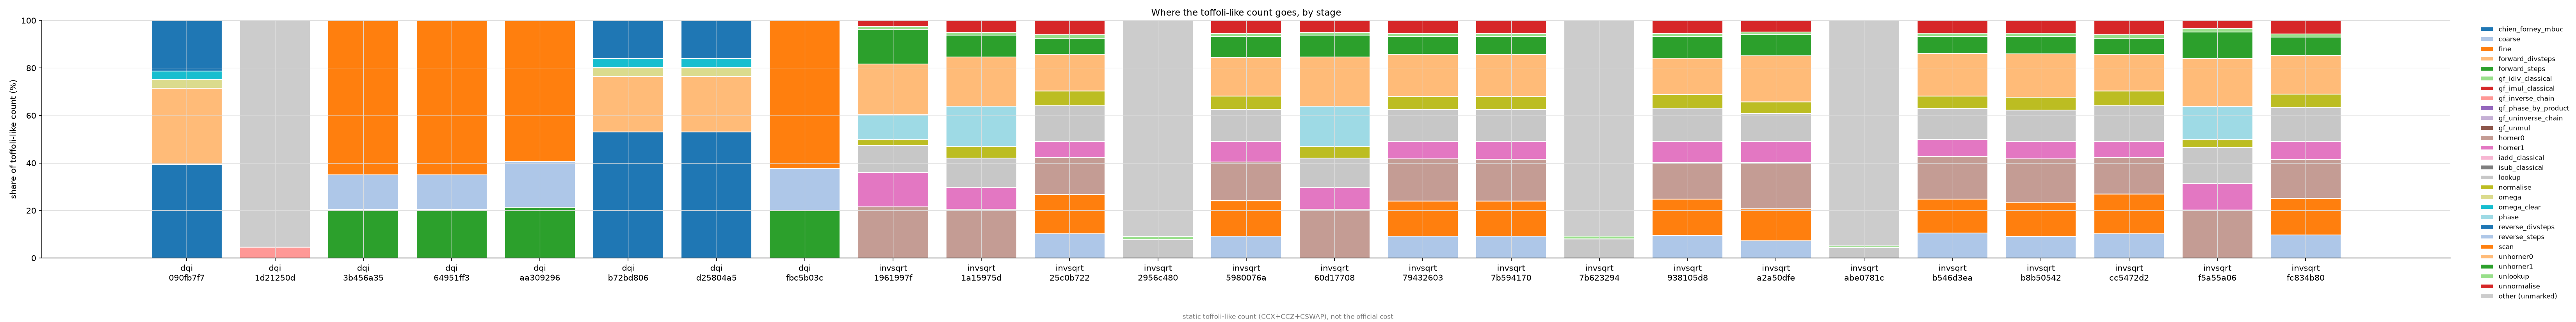 Where the toffoli-like count goes, by stage
share of toffoli-like count (%)
100
80
60
40
20
0
dqi
090fb7f7
dqi
1d21250d
dqi
3b456a35
dqi
64951ff3
dqi
aa309296
dqi
b72bd806
dqi
d25804a5
dqi
fbc5b03c
invsqrt
1961997f
invsqrt
1a15975d
invsqrt
25c0b722
invsqrt
2956c480
invsqrt
5980076a
invsqrt
60d17708
invsqrt
79432603
invsqrt
7b594170
invsqrt
7b623294
invsqrt
938105d8
invsqrt
a2a50dfe
invsqrt
abe0781c
invsqrt
b546d3ea
invsqrt
b8b50542
invsqrt
cc5472d2
invsqrt
f5a55a06
invsqrt
fc834b80
chien_forney_mbuc
coarse
fine
forward_divsteps
forward_steps
gf_idiv_classical
gf_imul_classical
gf_inverse_chain
gf_phase_by_product
gf_uninverse_chain
gf_unmul
horner0
horner1
iadd_classical
isub_classical
lookup
normalise
omega
omega_clear
phase
reverse_divsteps
reverse_steps
scan
unhorner0
unhorner1
unlookup
unnormalise
other (unmarked)
static toffoli-like count (CCX+CCZ+CSWAP), not the official cost